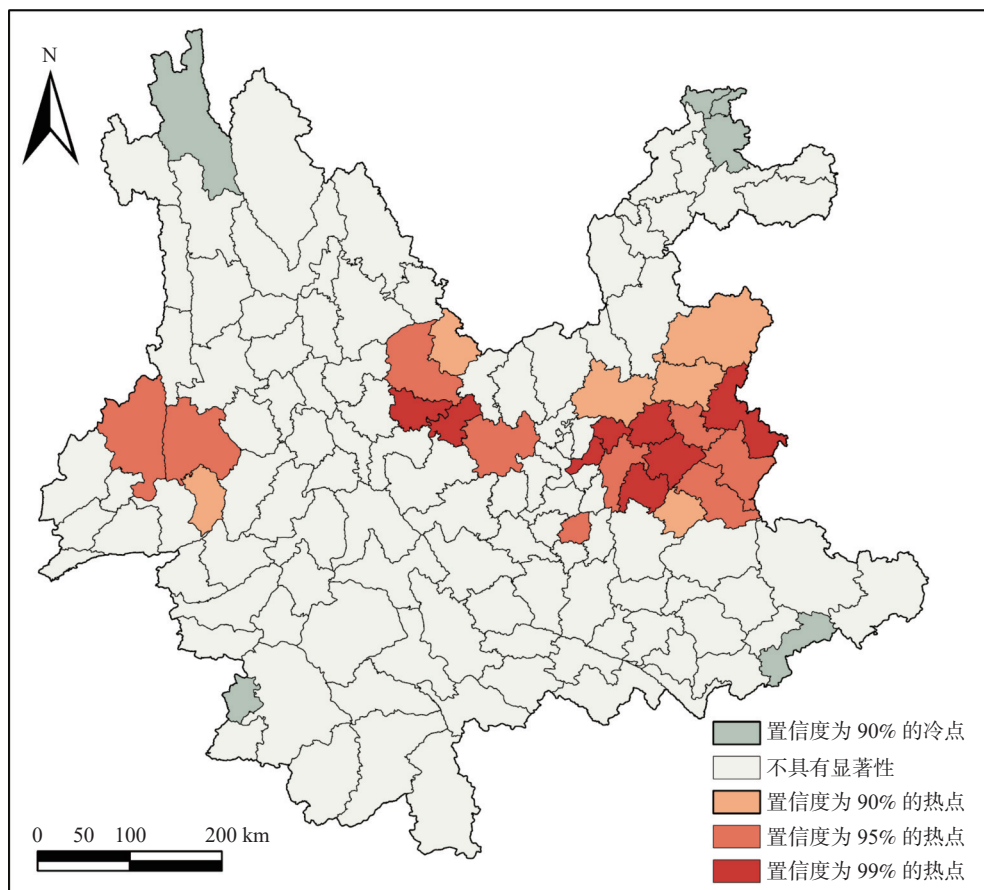 N
置信度为 90% 的冷点
不具有显著性
置信度为 90% 的热点
置信度为 95% 的热点
置信度为 99% 的热点
0 50 100 200 km